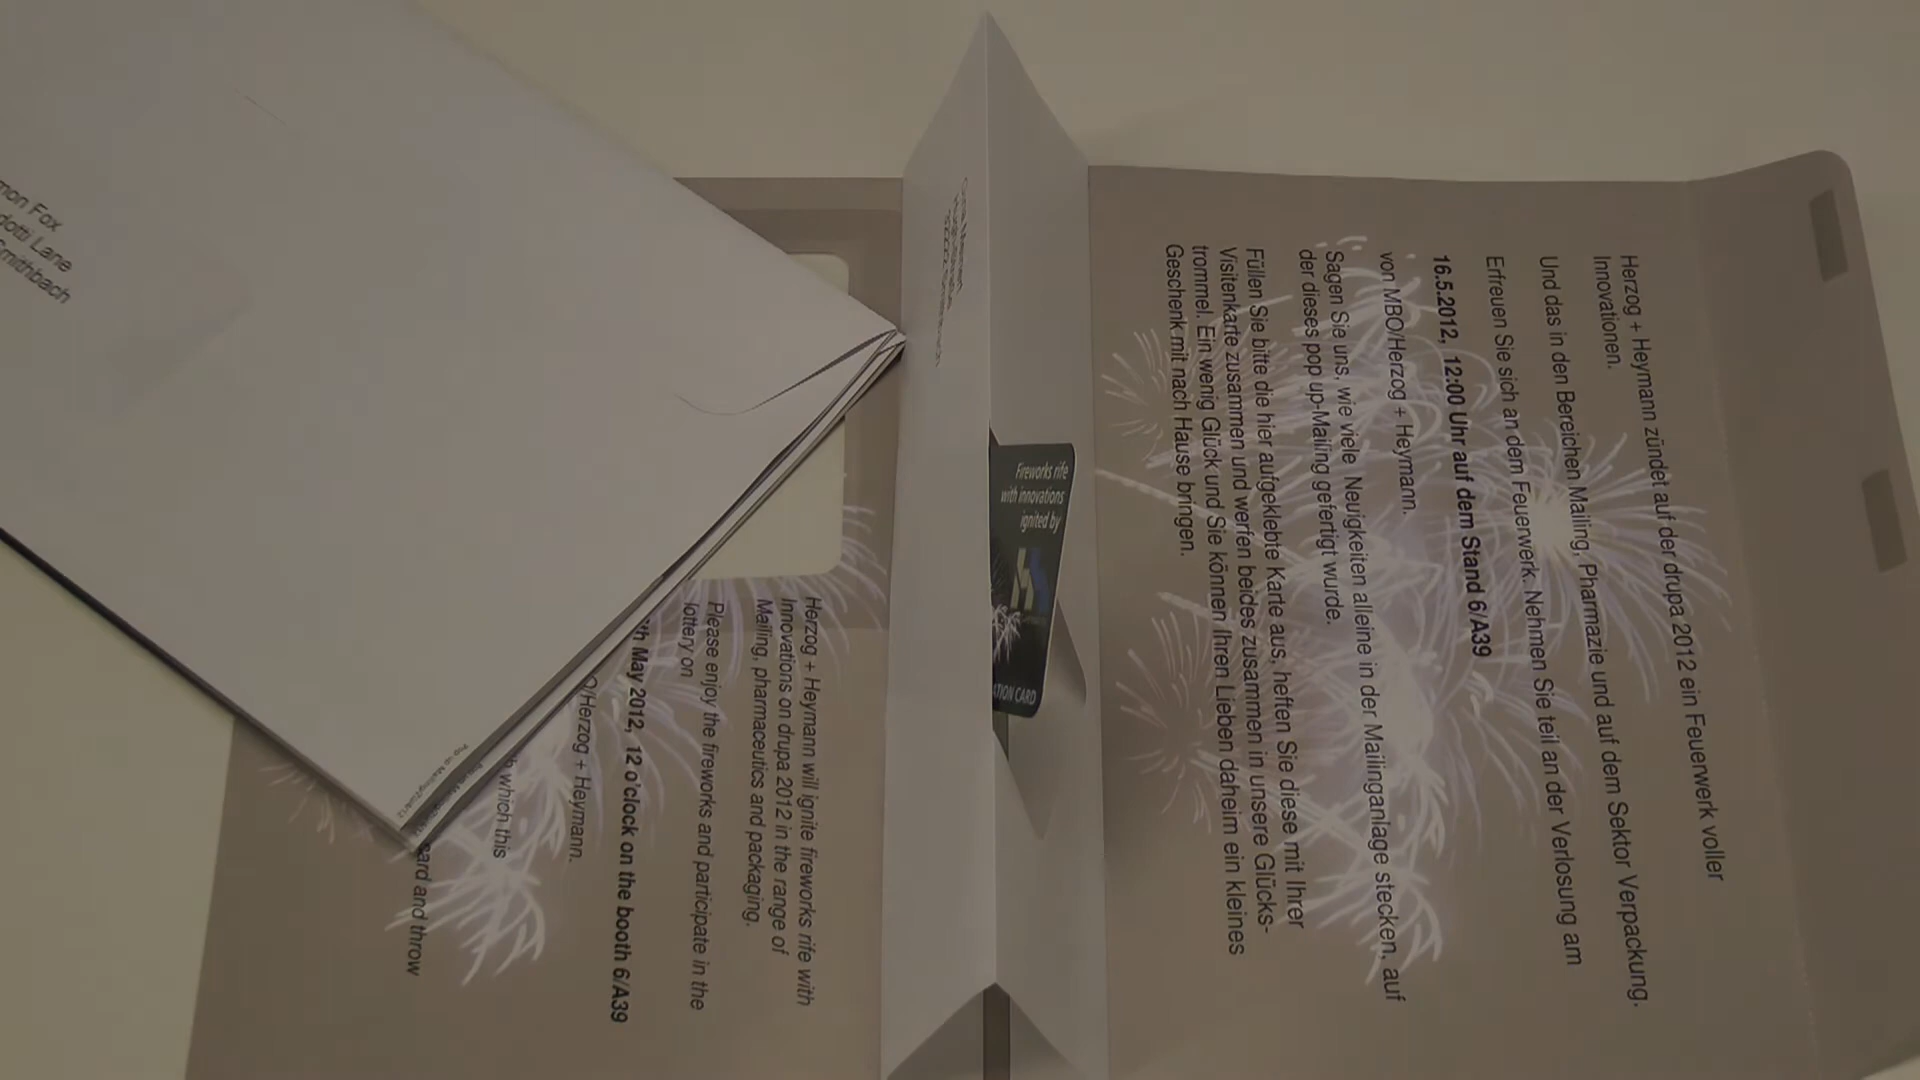 mon Fox
dotti Lane
Smithbach
Herzog + Heymann will ignite fireworks rife with
Innovations on drupa 2012 in the range of
Mailing, pharmaceutics and packaging.
Please enjoy the fireworks and participate in the
lottery on
th May 2012, 12 o'clock on the booth 6/A39
O/Herzog + Heymann.
which this
card and throw
Fireworks rife
with innovations
ignited by
ATION CARD
Herzog + Heymann zündet auf der drupa 2012 ein Feuerwerk voller
Innovationen.
Und das in den Bereichen Mailing, Pharmazie und auf dem Sektor Verpackung.
Erfreuen Sie sich an dem Feuerwerk. Nehmen Sie teil an der Verlosung am
16.5.2012, 12:00 Uhr auf dem Stand 6/A39
von MBO/Herzog + Heymann.
Sagen Sie uns, wie viele Neuigkeiten alleine in der Mailinganlage stecken, auf
der dieses pop up-Mailing gefertigt wurde.
Füllen Sie bitte die hier aufgeklebte Karte aus, heften Sie diese mit Ihrer
Visitenkarte zusammen und werfen beides zusammen in unsere Glücks-
trommel. Ein wenig Glück und Sie können Ihren Lieben daheim ein kleines
Geschenk mit nach Hause bringen.